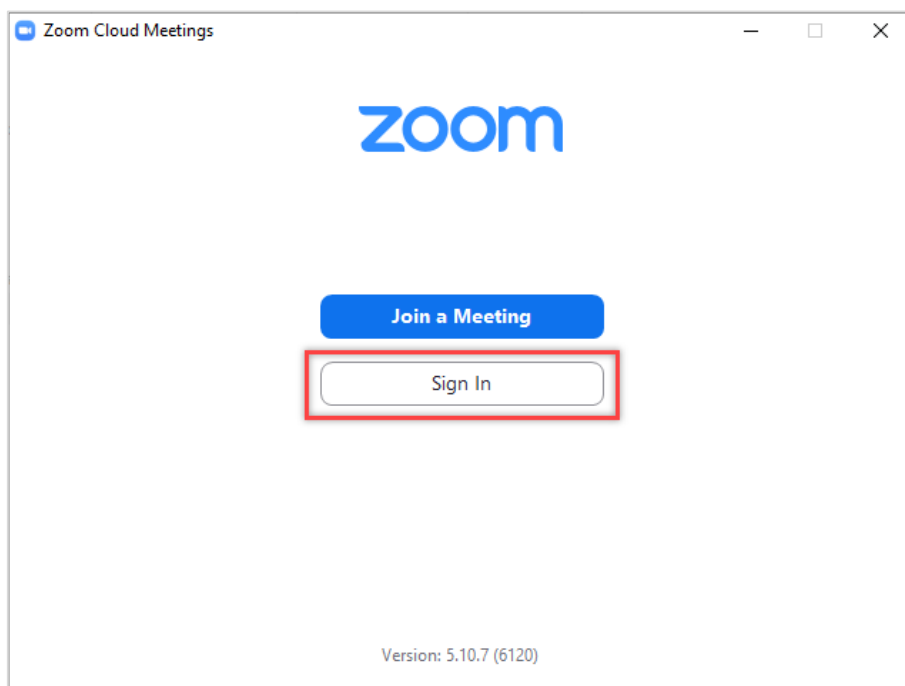 Zoom Cloud Meetings
zoom
Join a Meeting
Sign In
Version: 5.10.7 (6120)